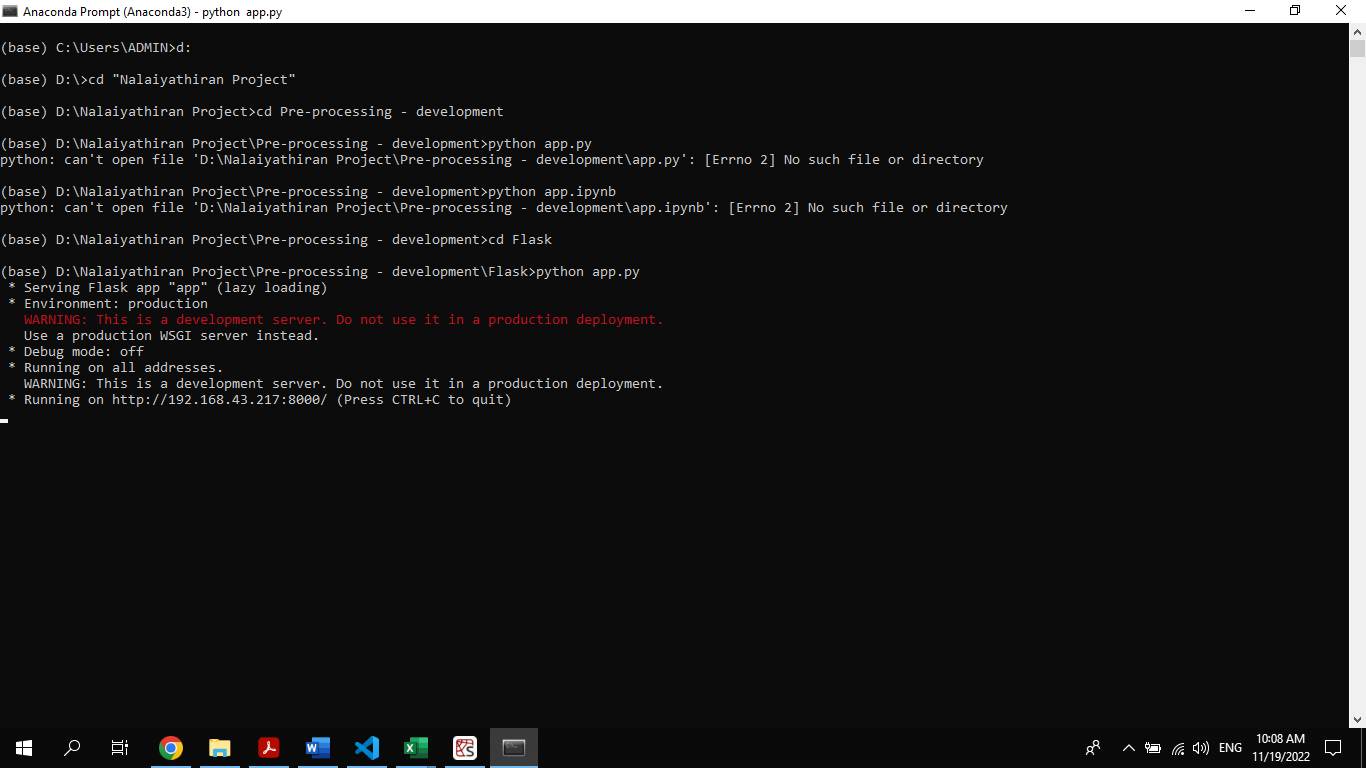 Anaconda Prompt (Anaconda3) - python  app.py
(base) C:\Users\ADMIN>d:
(base) D:\>cd "Nalaiyathiran Project"
(base) D:\Nalaiyathiran Project>cd Pre-processing - development
(base) D:\Nalaiyathiran Project\Pre-processing - development>python app.py
python: can't open file 'D:\Nalaiyathiran Project\Pre-processing - development\app.py': [Errno 2] No such file or directory
(base) D:\Nalaiyathiran Project\Pre-processing - development>python app.ipynb
python: can't open file 'D:\Nalaiyathiran Project\Pre-processing - development\app.ipynb': [Errno 2] No such file or directory
(base) D:\Nalaiyathiran Project\Pre-processing - development>cd Flask
(base) D:\Nalaiyathiran Project\Pre-processing - development\Flask>python app.py
 * Serving Flask app "app" (lazy loading)
 * Environment: production
   WARNING: This is a development server. Do not use it in a production deployment.
   Use a production WSGI server instead.
 * Debug mode: off
 * Running on all addresses.
   WARNING: This is a development server. Do not use it in a production deployment.
 * Running on http://192.168.43.217:8000/ (Press CTRL+C to quit)
ENG
10:08 AM
11/19/2022